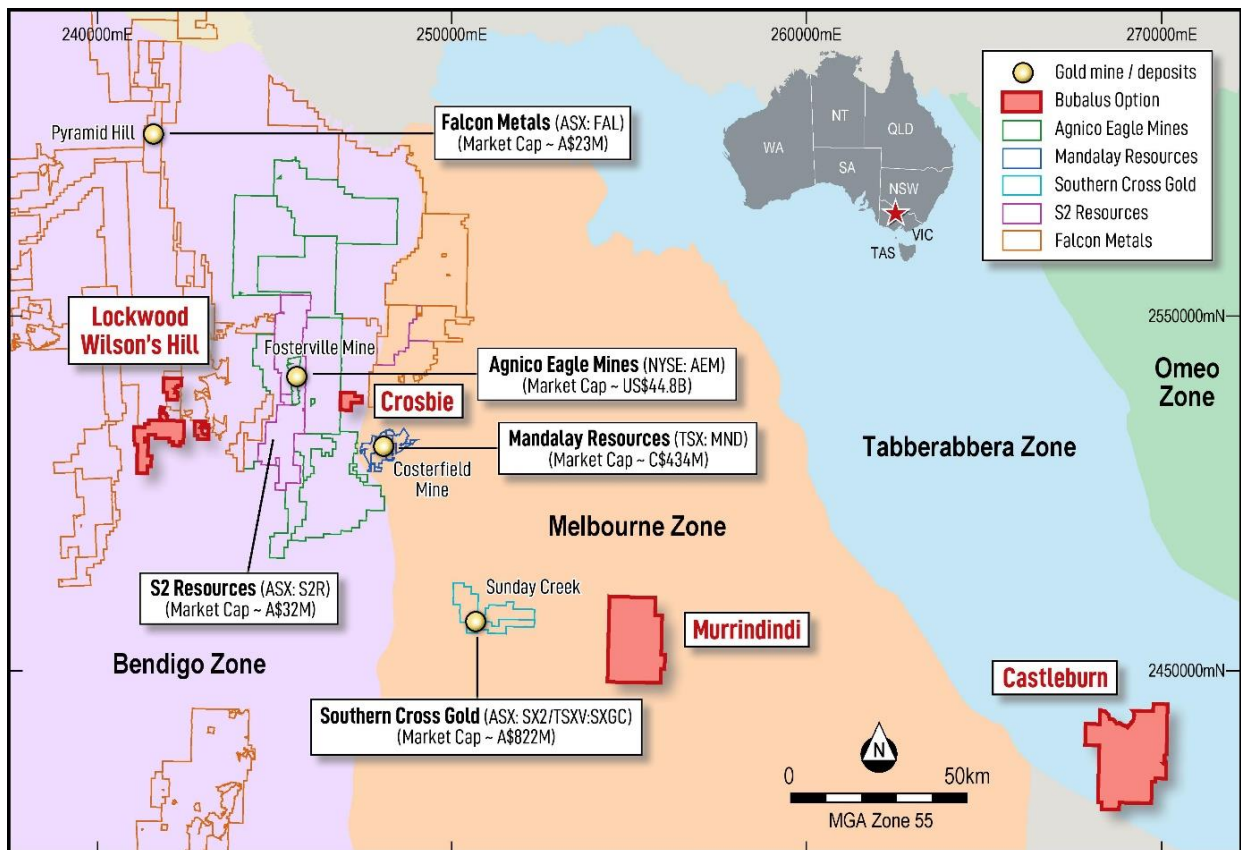 240000mE
250000mE
260000mE
270000mE
Gold mine / deposits
Bubalus Option
Agnico Eagle Mines
Mandalay Resources
Southern Cross Gold
S2 Resources
Falcon Metals
WA
NT
SA
QLD
NSW
VIC
TAS
Pyramid Hill
Falcon Metals (ASX: FAL)
(Market Cap ~ A$23M)
Lockwood
Wilson's Hill
Fosterville Mine
2550000mN
Agnico Eagle Mines (NYSE: AEM)
(Market Cap ~ US$44.8B)
Omeo
Zone
Crosbie
Mandalay Resources (TSX: MND)
(Market Cap ~ C$434M)
Tabberabbera Zone
Costerfield
Mine
Melbourne Zone
S2 Resources (ASX: S2R)
(Market Cap ~ A$32M)
Sunday Creek
Murrindindi
Bendigo Zone
2450000mN
Castleburn
Southern Cross Gold (ASX: SX2/TSXV:SXGC)
(Market Cap ~ A$822M)
N
0
50km
MGA Zone 55